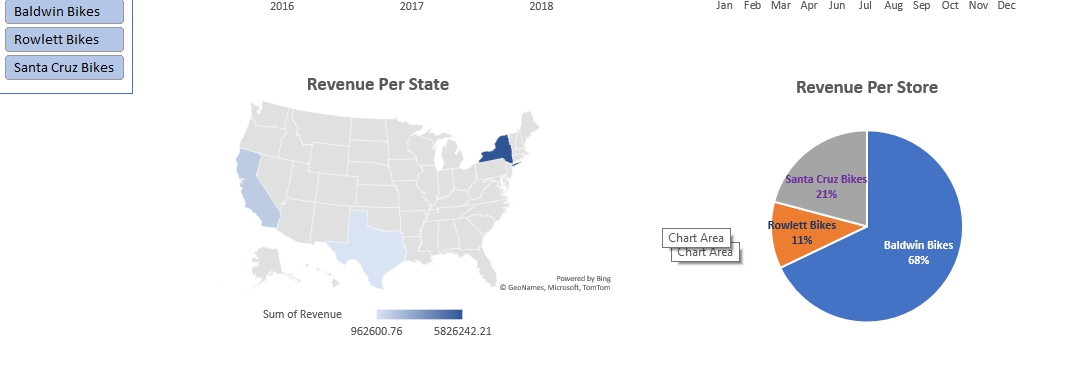 Baldwin Bikes
Rowlett Bikes
Santa Cruz Bikes
2016 2017 2018
Jan Feb Mar Apr Jun Jul Aug Sep Oct Nov Dec
Revenue Per State
Powered by Bing
© GeoNames, Microsoft, TomTom
Sum of Revenue
962600.76 5826242.21
Revenue Per Store
Santa Cruz Bikes
21%
Rowlett Bikes
11%
Baldwin Bikes
68%
Chart Area
Chart Area